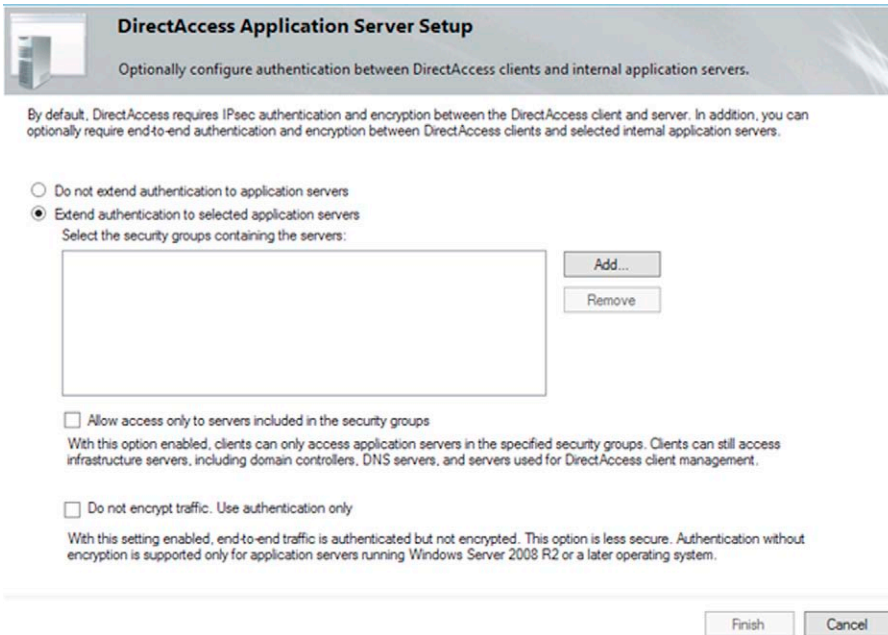 DirectAccess Application Server Setup
Optionally configure authentication between DirectAccess clients and internal application servers.
By default, DirectAccess requires IPsec authentication and encryption between the DirectAccess client and server. In addition, you can
optionally require end-to-end authentication and encryption between DirectAccess clients and selected internal application servers.
Do not extend authentication to application servers
Extend authentication to selected application servers
Select the security groups containing the servers:
Add...
Remove
Allow access only to servers included in the security groups
With this option enabled, clients can only access application servers in the specified security groups. Clients can still access
infrastructure servers, including domain controllers, DNS servers, and servers used for DirectAccess client management.
Do not encrypt traffic. Use authentication only
With this setting enabled, end-to-end traffic is authenticated but not encrypted. This option is less secure. Authentication without
encryption is supported only for application servers running Windows Server 2008 R2 or a later operating system.
Finish
Cancel